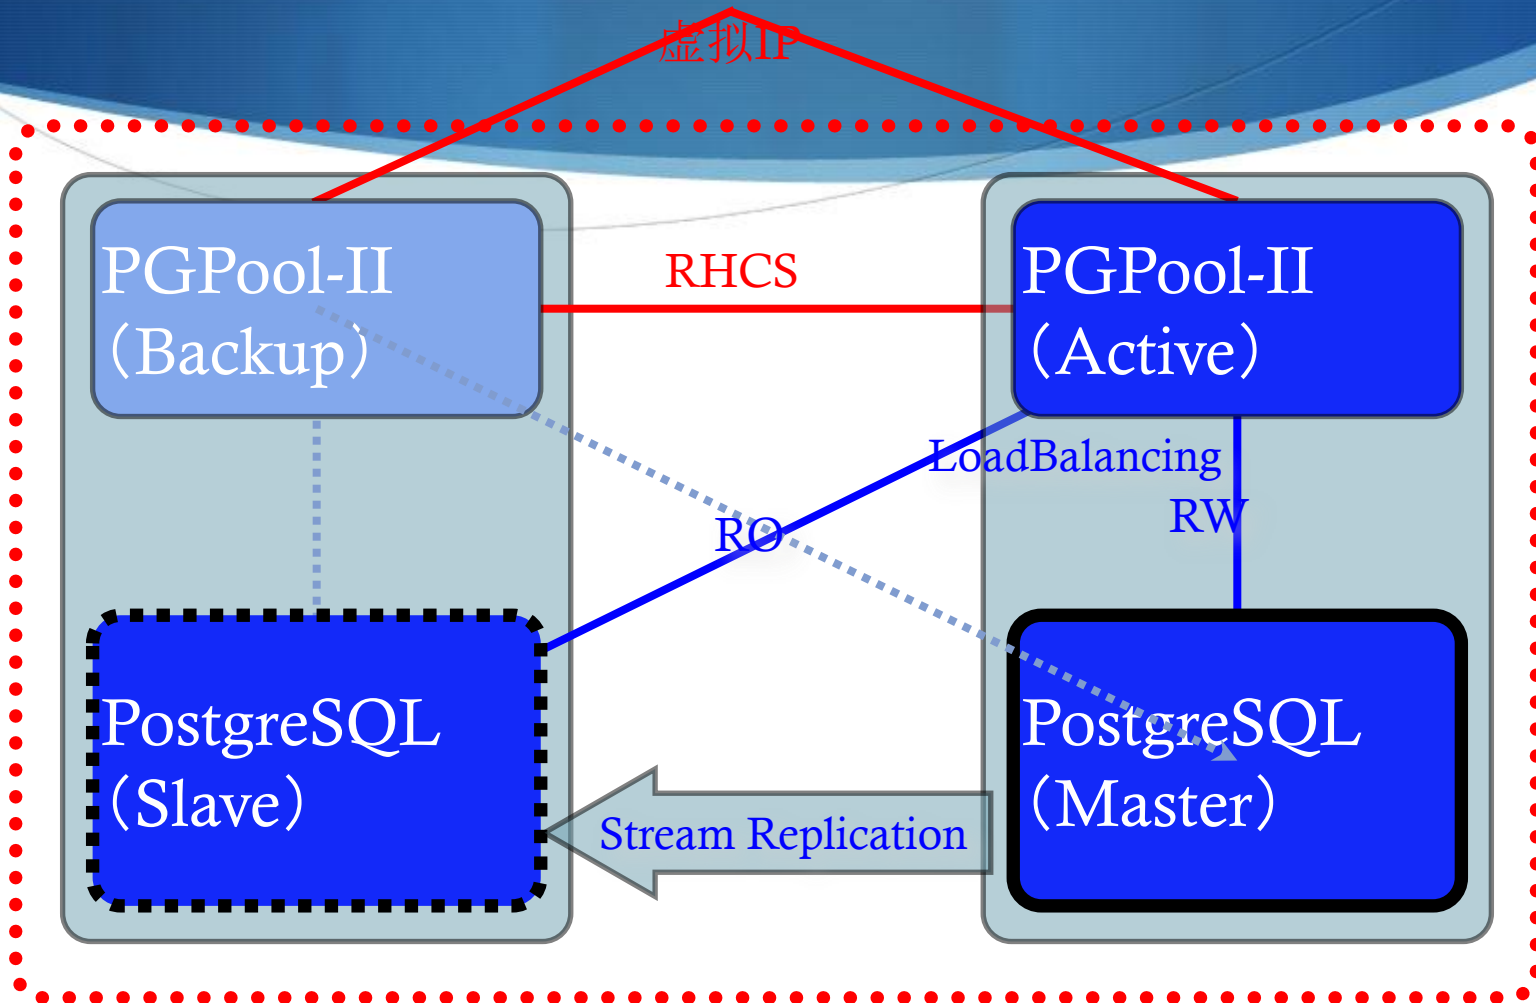 虚拟IP
PGPool-II
（Backup）
RHCS
PGPool-II
（Active）
LoadBalancing
RW
RO
PostgreSQL
（Slave）
Stream Replication
PostgreSQL
（Master）